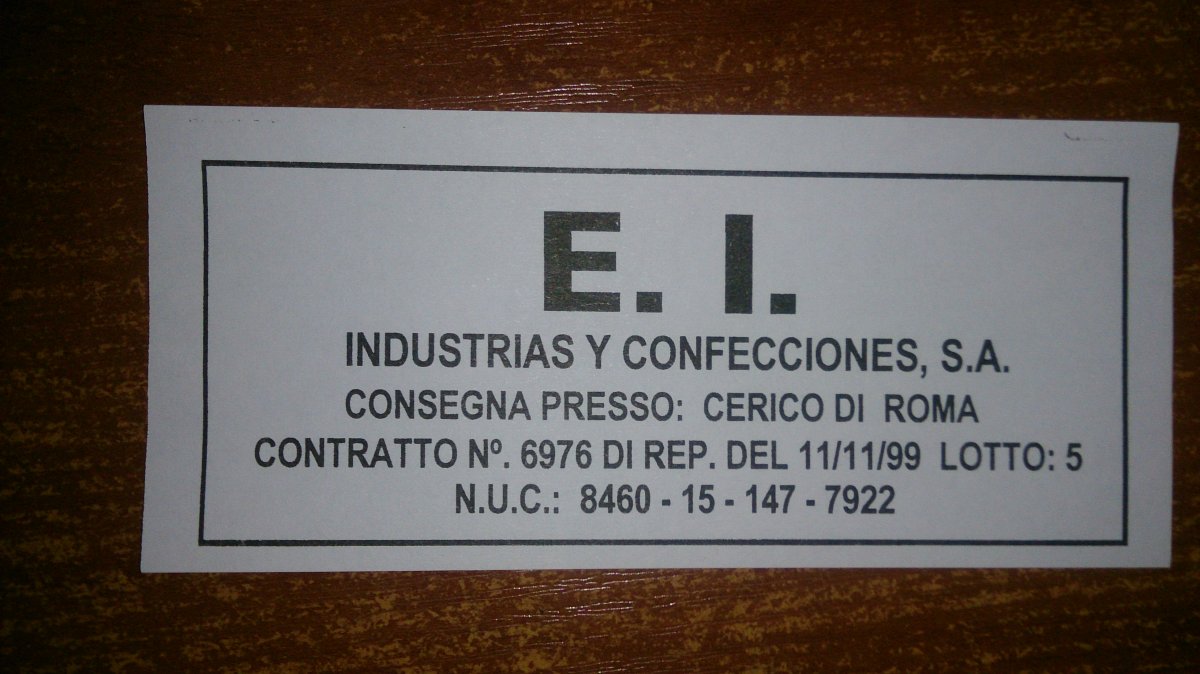 E. I.
INDUSTRIAS Y CONFECCIONES, S.A.
CONSEGNA PRESSO: CERICO DI ROMA
CONTRATTO Nº. 6976 DI REP. DEL 11/11/99 LOTTO: 5
N.U.C.: 8460 - 15 - 147 - 7922